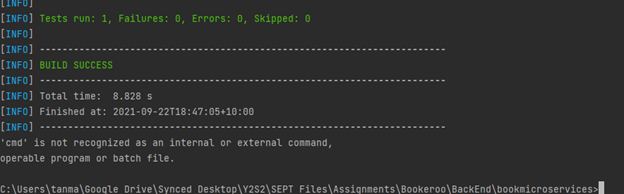 [INFO]
[INFO] Tests run: 1, Failures: 0, Errors: 0, Skipped: 0
[INFO]
[INFO]
[INFO] ------------------------------------------------------------------------
[INFO] BUILD SUCCESS
[INFO] ------------------------------------------------------------------------
[INFO] Total time:  8.828 s
[INFO] Finished at: 2021-09-22T18:47:05+10:00
[INFO] ------------------------------------------------------------------------
'cmd' is not recognized as an internal or external command,
operable program or batch file.
C:\Users\tanma\Google Drive\Synced Desktop\Y2S2\SEPT Files\Assignments\Bookeroo\BackEnd\bookmicroservices>